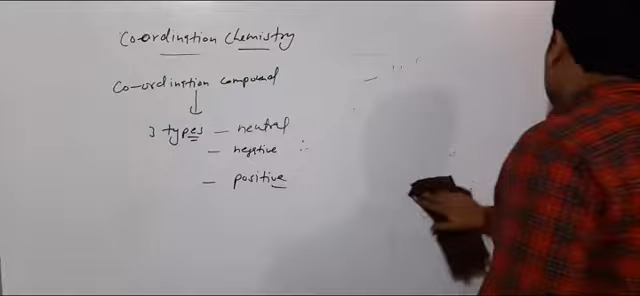 Co-ordination Chemistry
Co-ordination compound
↓
3 types — neutral
— negative
— positive